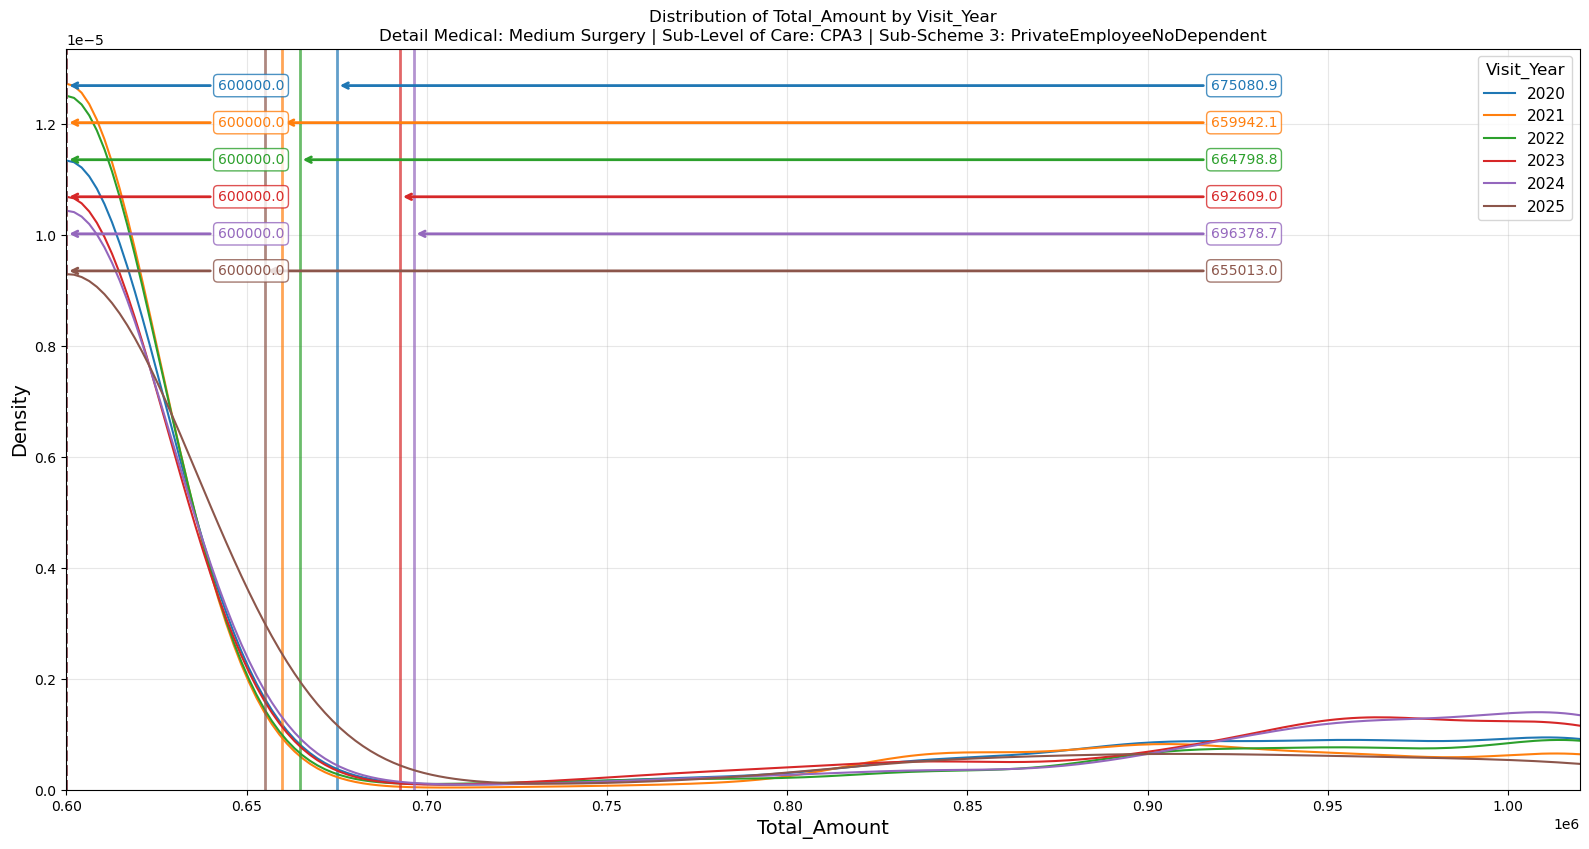 Distribution of Total_Amount by Visit_Year
Detail Medical: Medium Surgery | Sub-Level of Care: CPA3 | Sub-Scheme 3: PrivateEmployeeNoDependent
1e−5
Visit_Year
2020
2021
2022
2023
2024
2025
600000.0 675080.9
600000.0 659942.1
600000.0 664798.8
600000.0 692609.0
600000.0 696378.7
600000.0 655013.0
1.2
1.0
0.8
0.6
0.4
0.2
0.0
Density
0.60 0.65 0.70 0.75 0.80 0.85 0.90 0.95 1.00
1e6
Total_Amount